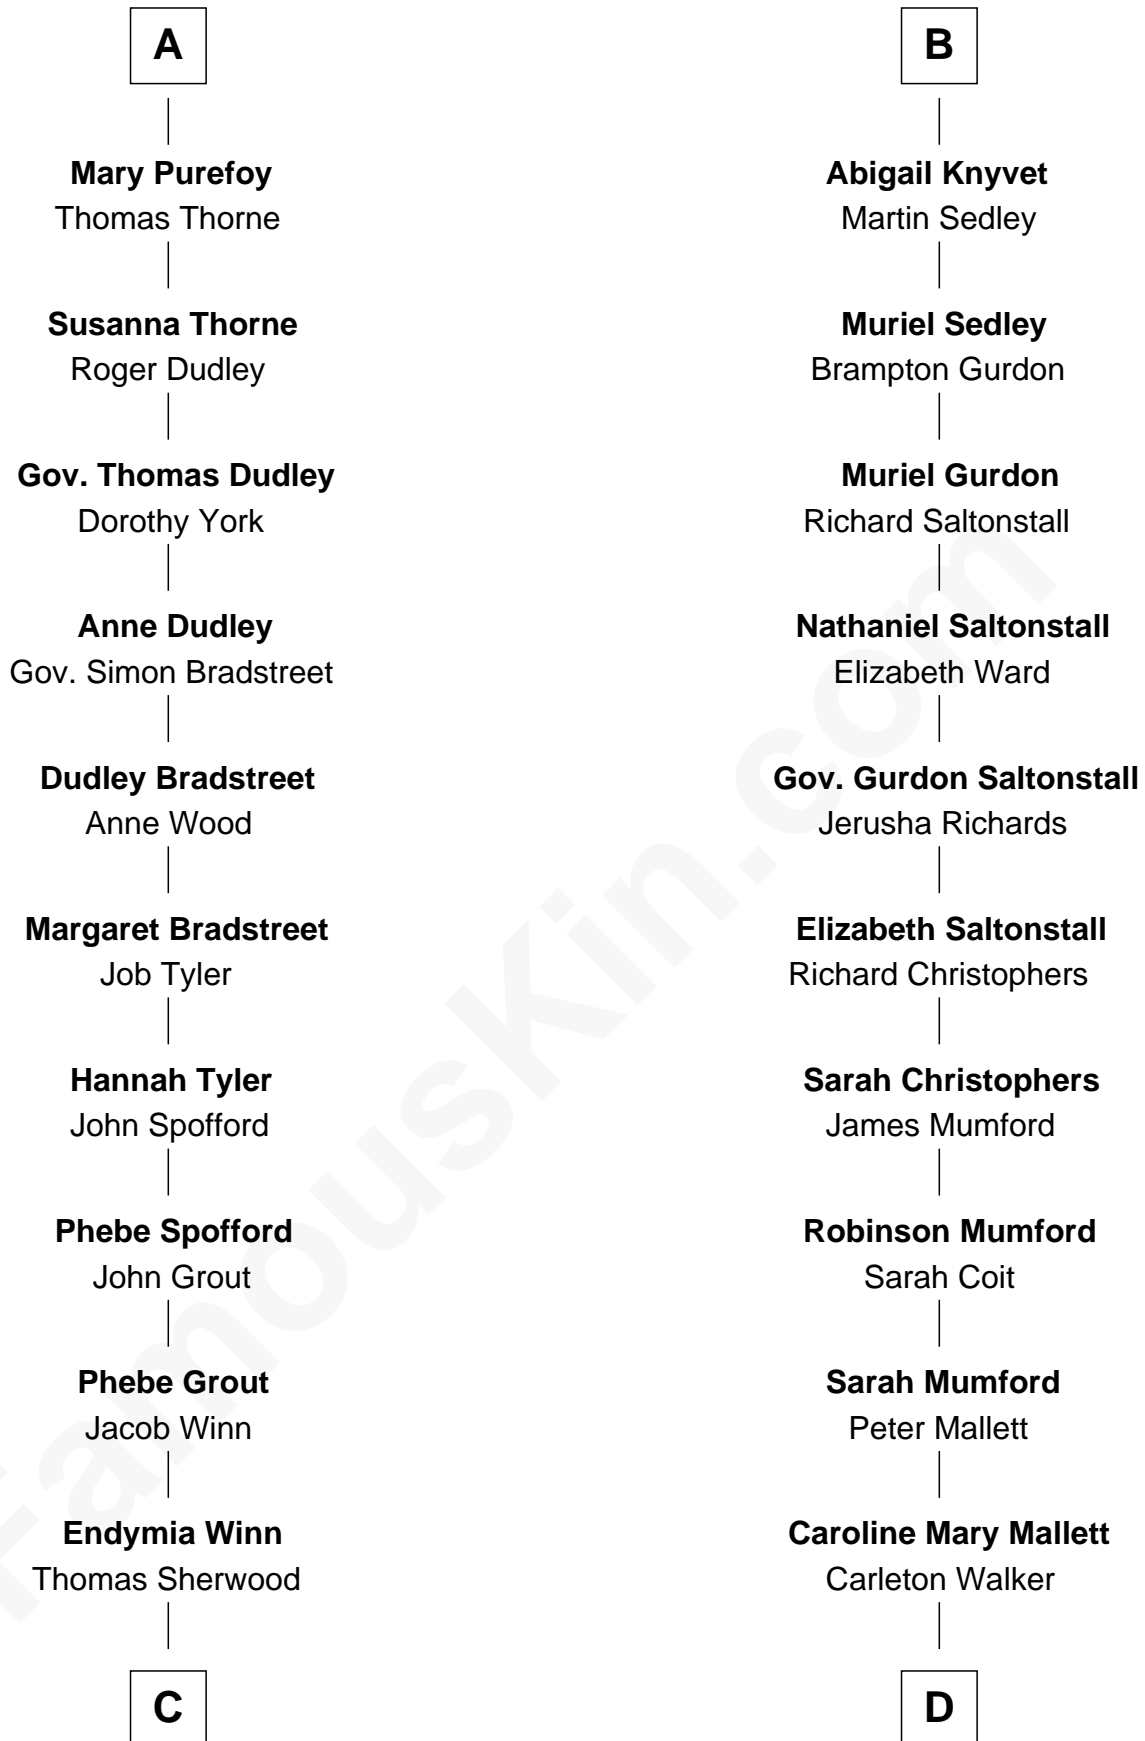 A
Mary Purefoy
Thomas Thorne
Susanna Thorne
Roger Dudley
Gov. Thomas Dudley
Dorothy York
Anne Dudley
Gov. Simon Bradstreet
Dudley Bradstreet
Anne Wood
Margaret Bradstreet
Job Tyler
Hannah Tyler
John Spofford
Phebe Spofford
John Grout
Phebe Grout
Jacob Winn
Endymia Winn
Thomas Sherwood
C
B
Abigail Knyvet
Martin Sedley
Muriel Sedley
Brampton Gurdon
Muriel Gurdon
Richard Saltonstall
Nathaniel Saltonstall
Elizabeth Ward
Gov. Gurdon Saltonstall
Jerusha Richards
Elizabeth Saltonstall
Richard Christophers
Sarah Christophers
James Mumford
Robinson Mumford
Sarah Coit
Sarah Mumford
Peter Mallett
Caroline Mary Mallett
Carleton Walker
D
FamousKin.com